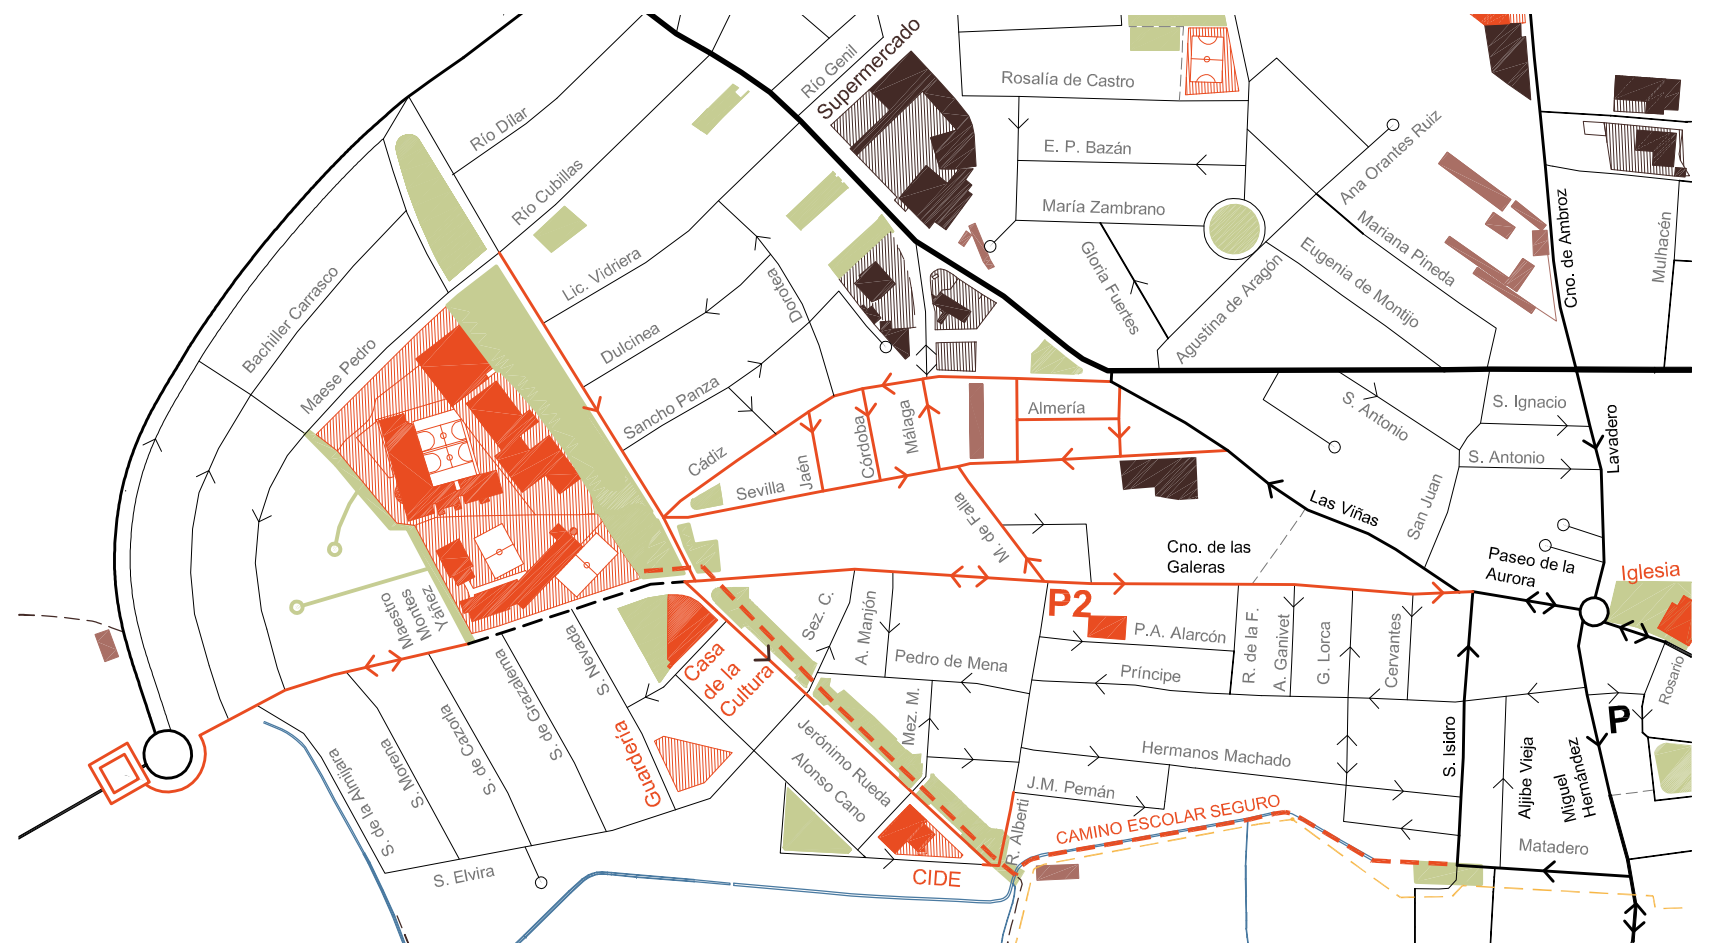 Río Genil
Supermercado
Río Dílar
Río Cubillas
Rosalía de Castro
E. P. Bazán
María Zambrano
Gloria Fuertes
Ana Orantes Ruiz
Mariana Pineda
Eugenia de Montijo
Agustina de Aragón
Cno. de Ambroz
Mulhacén
Bachiller Carrasco
Maese Pedro
Lic. Vidriera
Dulcinea
Dorotea
Sancho Panza
Cádiz
Sevilla
Jaén
Córdoba
Málaga
Almería
M. de Falla
S. Antonio
S. Ignacio
S. Antonio
Lavadero
San Juan
Las Viñas
Cno. de las
Galeras
Paseo de la
Aurora
Iglesia
Maestro
Montes
Yáñez
P2
P.A. Alarcón
Sez. C.
A. Manjón
Pedro de Mena
Príncipe
R. de la F.
A. Ganivet
G. Lorca
Cervantes
Rosario
P
S. Nevada
S. de Grazalema
S. de Cazorla
S. Morena
S. de la Almijara
S. Elvira
Guardería
Casa
de la
Cultura
Jerónimo Rueda
Alonso Cano
Mez. M.
Hermanos Machado
J.M. Pemán
R. Alberti
S. Isidro
Aljibe Vieja
Miguel
Hernández
CAMINO ESCOLAR SEGURO
Matadero
CIDE